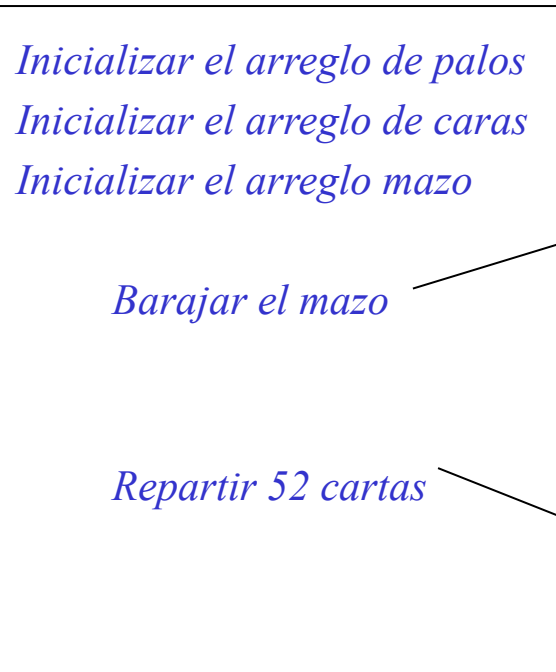 Inicializar el arreglo de palos
Inicializar el arreglo de caras
Inicializar el arreglo mazo
Barajar el mazo
Repartir 52 cartas